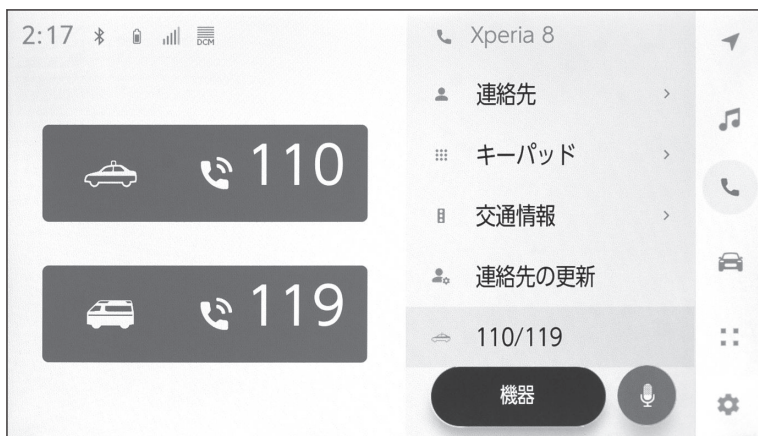 2:17
DCM
110
119
Xperia 8
連絡先
キーパッド
交通情報
連絡先の更新
110/119
機器